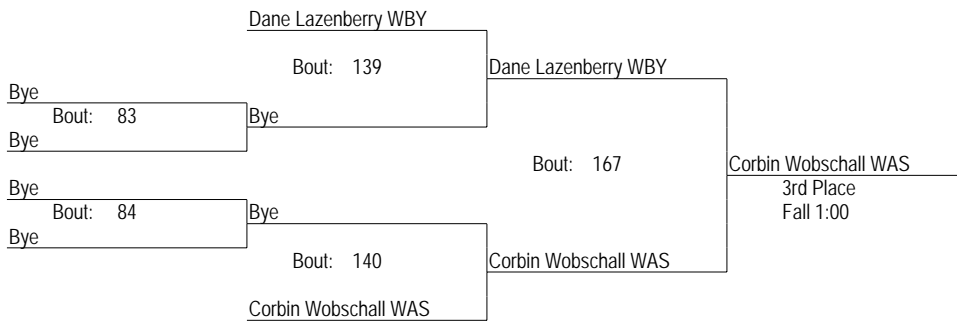 Dane Lazenberry WBY
Bout: 139
Dane Lazenberry WBY
Bye
Bout: 83
Bye
Bye
Bout: 167
Corbin Wobschall WAS
Bye
3rd Place
Bout: 84
Bye
Fall 1:00
Bye
Bout: 140
Corbin Wobschall WAS
Corbin Wobschall WAS